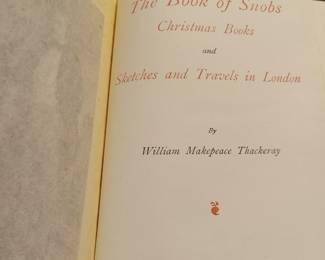 The Book of Snobs
Christmas Books
and
Sketches and Travels in London
By
William Makepeace Thackeray